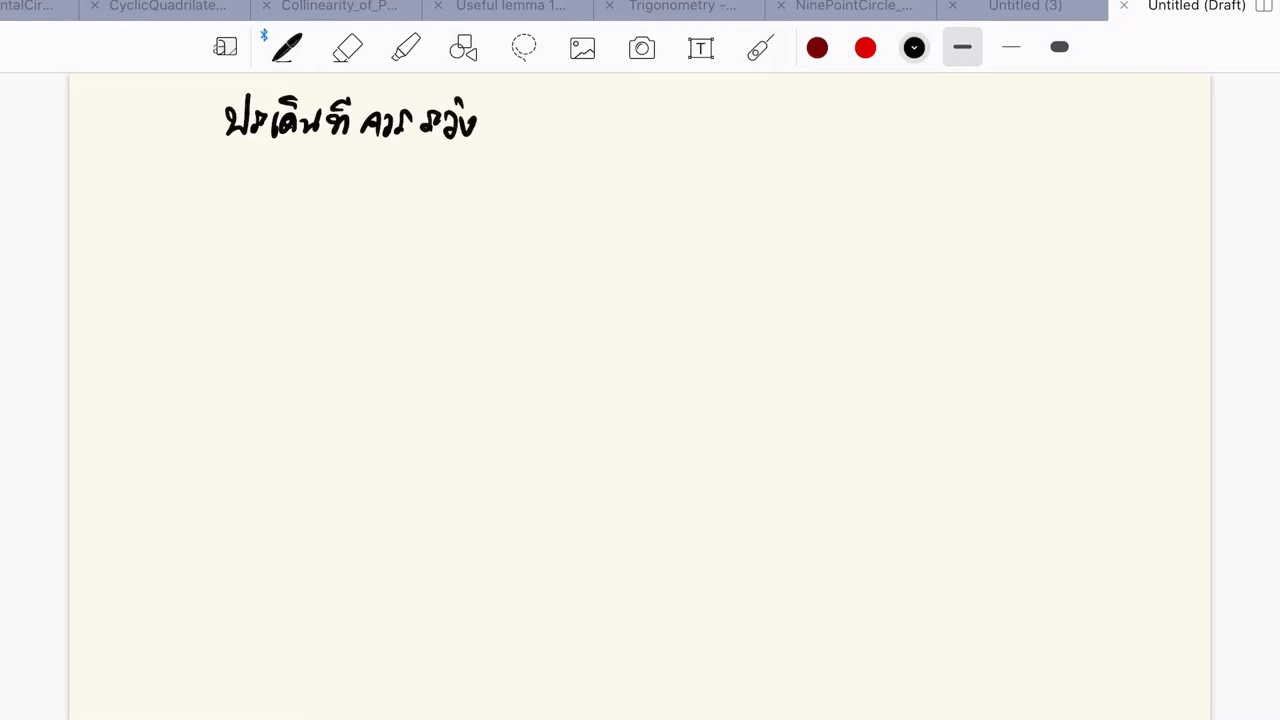 ntalCir... CyclicQuadrilate... Collinearity_of_P... Useful lemma 1... Trigonometry -... NinePointCircle_... Untitled (3) Untitled (Draft)
T
ประเด็นที่ควรระวัง